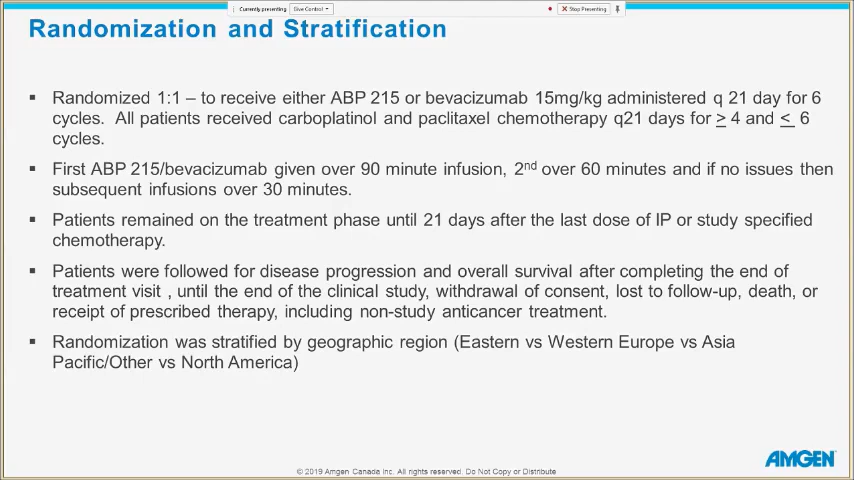 Currently presenting Give Control Stop Presenting
Randomization and Stratification
▪ Randomized 1:1 – to receive either ABP 215 or bevacizumab 15mg/kg administered q 21 day for 6
cycles. All patients received carboplatinol and paclitaxel chemotherapy q21 days for ≥ 4 and ≤ 6
cycles.
▪ First ABP 215/bevacizumab given over 90 minute infusion, 2nd over 60 minutes and if no issues then
subsequent infusions over 30 minutes.
▪ Patients remained on the treatment phase until 21 days after the last dose of IP or study specified
chemotherapy.
▪ Patients were followed for disease progression and overall survival after completing the end of
treatment visit , until the end of the clinical study, withdrawal of consent, lost to follow-up, death, or
receipt of prescribed therapy, including non-study anticancer treatment.
▪ Randomization was stratified by geographic region (Eastern vs Western Europe vs Asia
Pacific/Other vs North America)
AMGEN
© 2019 Amgen Canada Inc. All rights reserved. Do Not Copy or Distribute